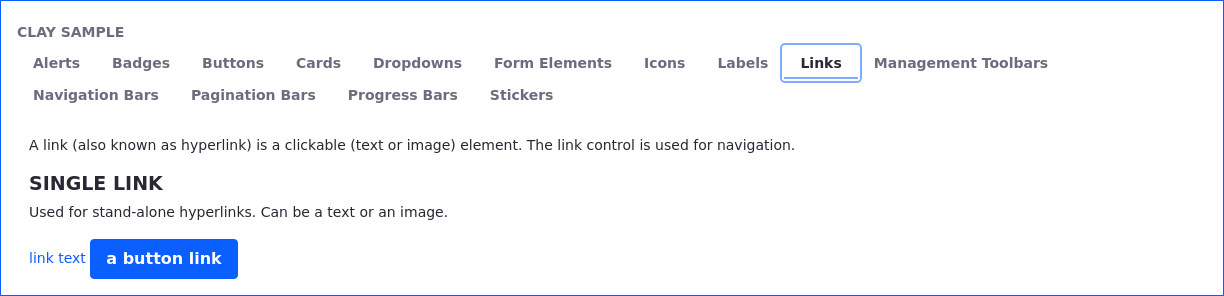 CLAY SAMPLE
Alerts Badges Buttons Cards Dropdowns Form Elements Icons Labels Links Management Toolbars
Navigation Bars Pagination Bars Progress Bars Stickers
A link (also known as hyperlink) is a clickable (text or image) element. The link control is used for navigation.
SINGLE LINK
Used for stand-alone hyperlinks. Can be a text or an image.
link text a button link